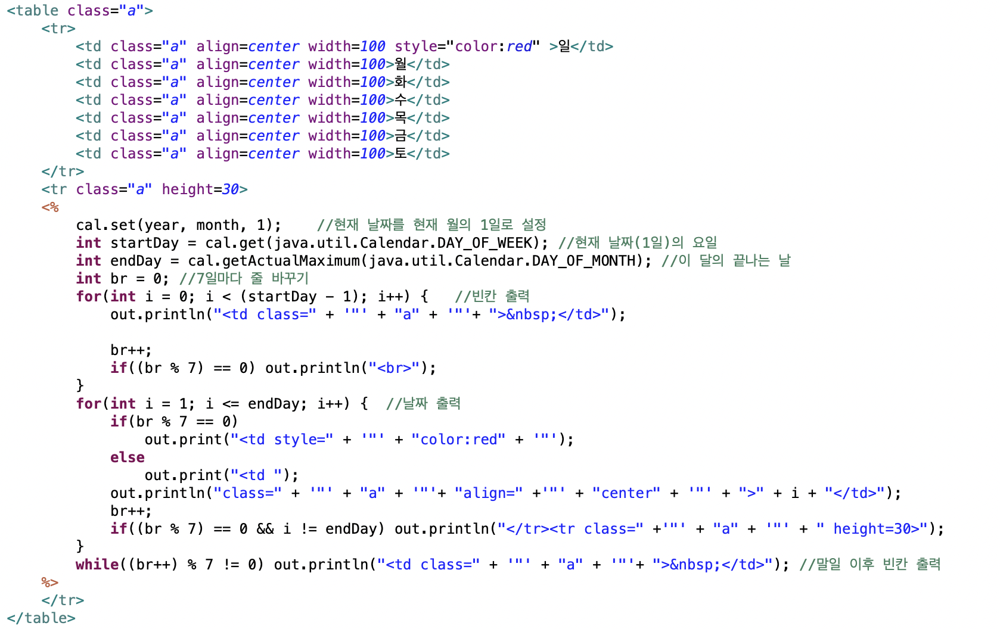 <table class="a">
    <tr>
        <td class="a" align=center width=100 style="color:red" >일</td>
        <td class="a" align=center width=100>월</td>
        <td class="a" align=center width=100>화</td>
        <td class="a" align=center width=100>수</td>
        <td class="a" align=center width=100>목</td>
        <td class="a" align=center width=100>금</td>
        <td class="a" align=center width=100>토</td>
    </tr>
    <tr class="a" height=30>
    <%
        cal.set(year, month, 1);    //현재 날짜를 현재 월의 1일로 설정
        int startDay = cal.get(java.util.Calendar.DAY_OF_WEEK); //현재 날짜(1일)의 요일
        int endDay = cal.getActualMaximum(java.util.Calendar.DAY_OF_MONTH); //이 달의 끝나는 날
        int br = 0; //7일마다 줄 바꾸기
        for(int i = 0; i < (startDay - 1); i++) {   //빈칸 출력
            out.println("<td class=" + '"' + "a" + '"'+ ">&nbsp;</td>");

            br++;
            if((br % 7) == 0) out.println("<br>");
        }
        for(int i = 1; i <= endDay; i++) {  //날짜 출력
            if(br % 7 == 0)
                out.print("<td style=" + '"' + "color:red" + '"');
            else
                out.print("<td ");
            out.println("class=" + '"' + "a" + '"'+ "align=" +'"' + "center" + '"' + ">" + i + "</td>");
            br++;
            if((br % 7) == 0 && i != endDay) out.println("</tr><tr class=" +'"' + "a" + '"' + " height=30>");
        }
        while((br++) % 7 != 0) out.println("<td class=" + '"' + "a" + '"'+ ">&nbsp;</td>"); //말일 이후 빈칸 출력
    %>
    </tr>
</table>